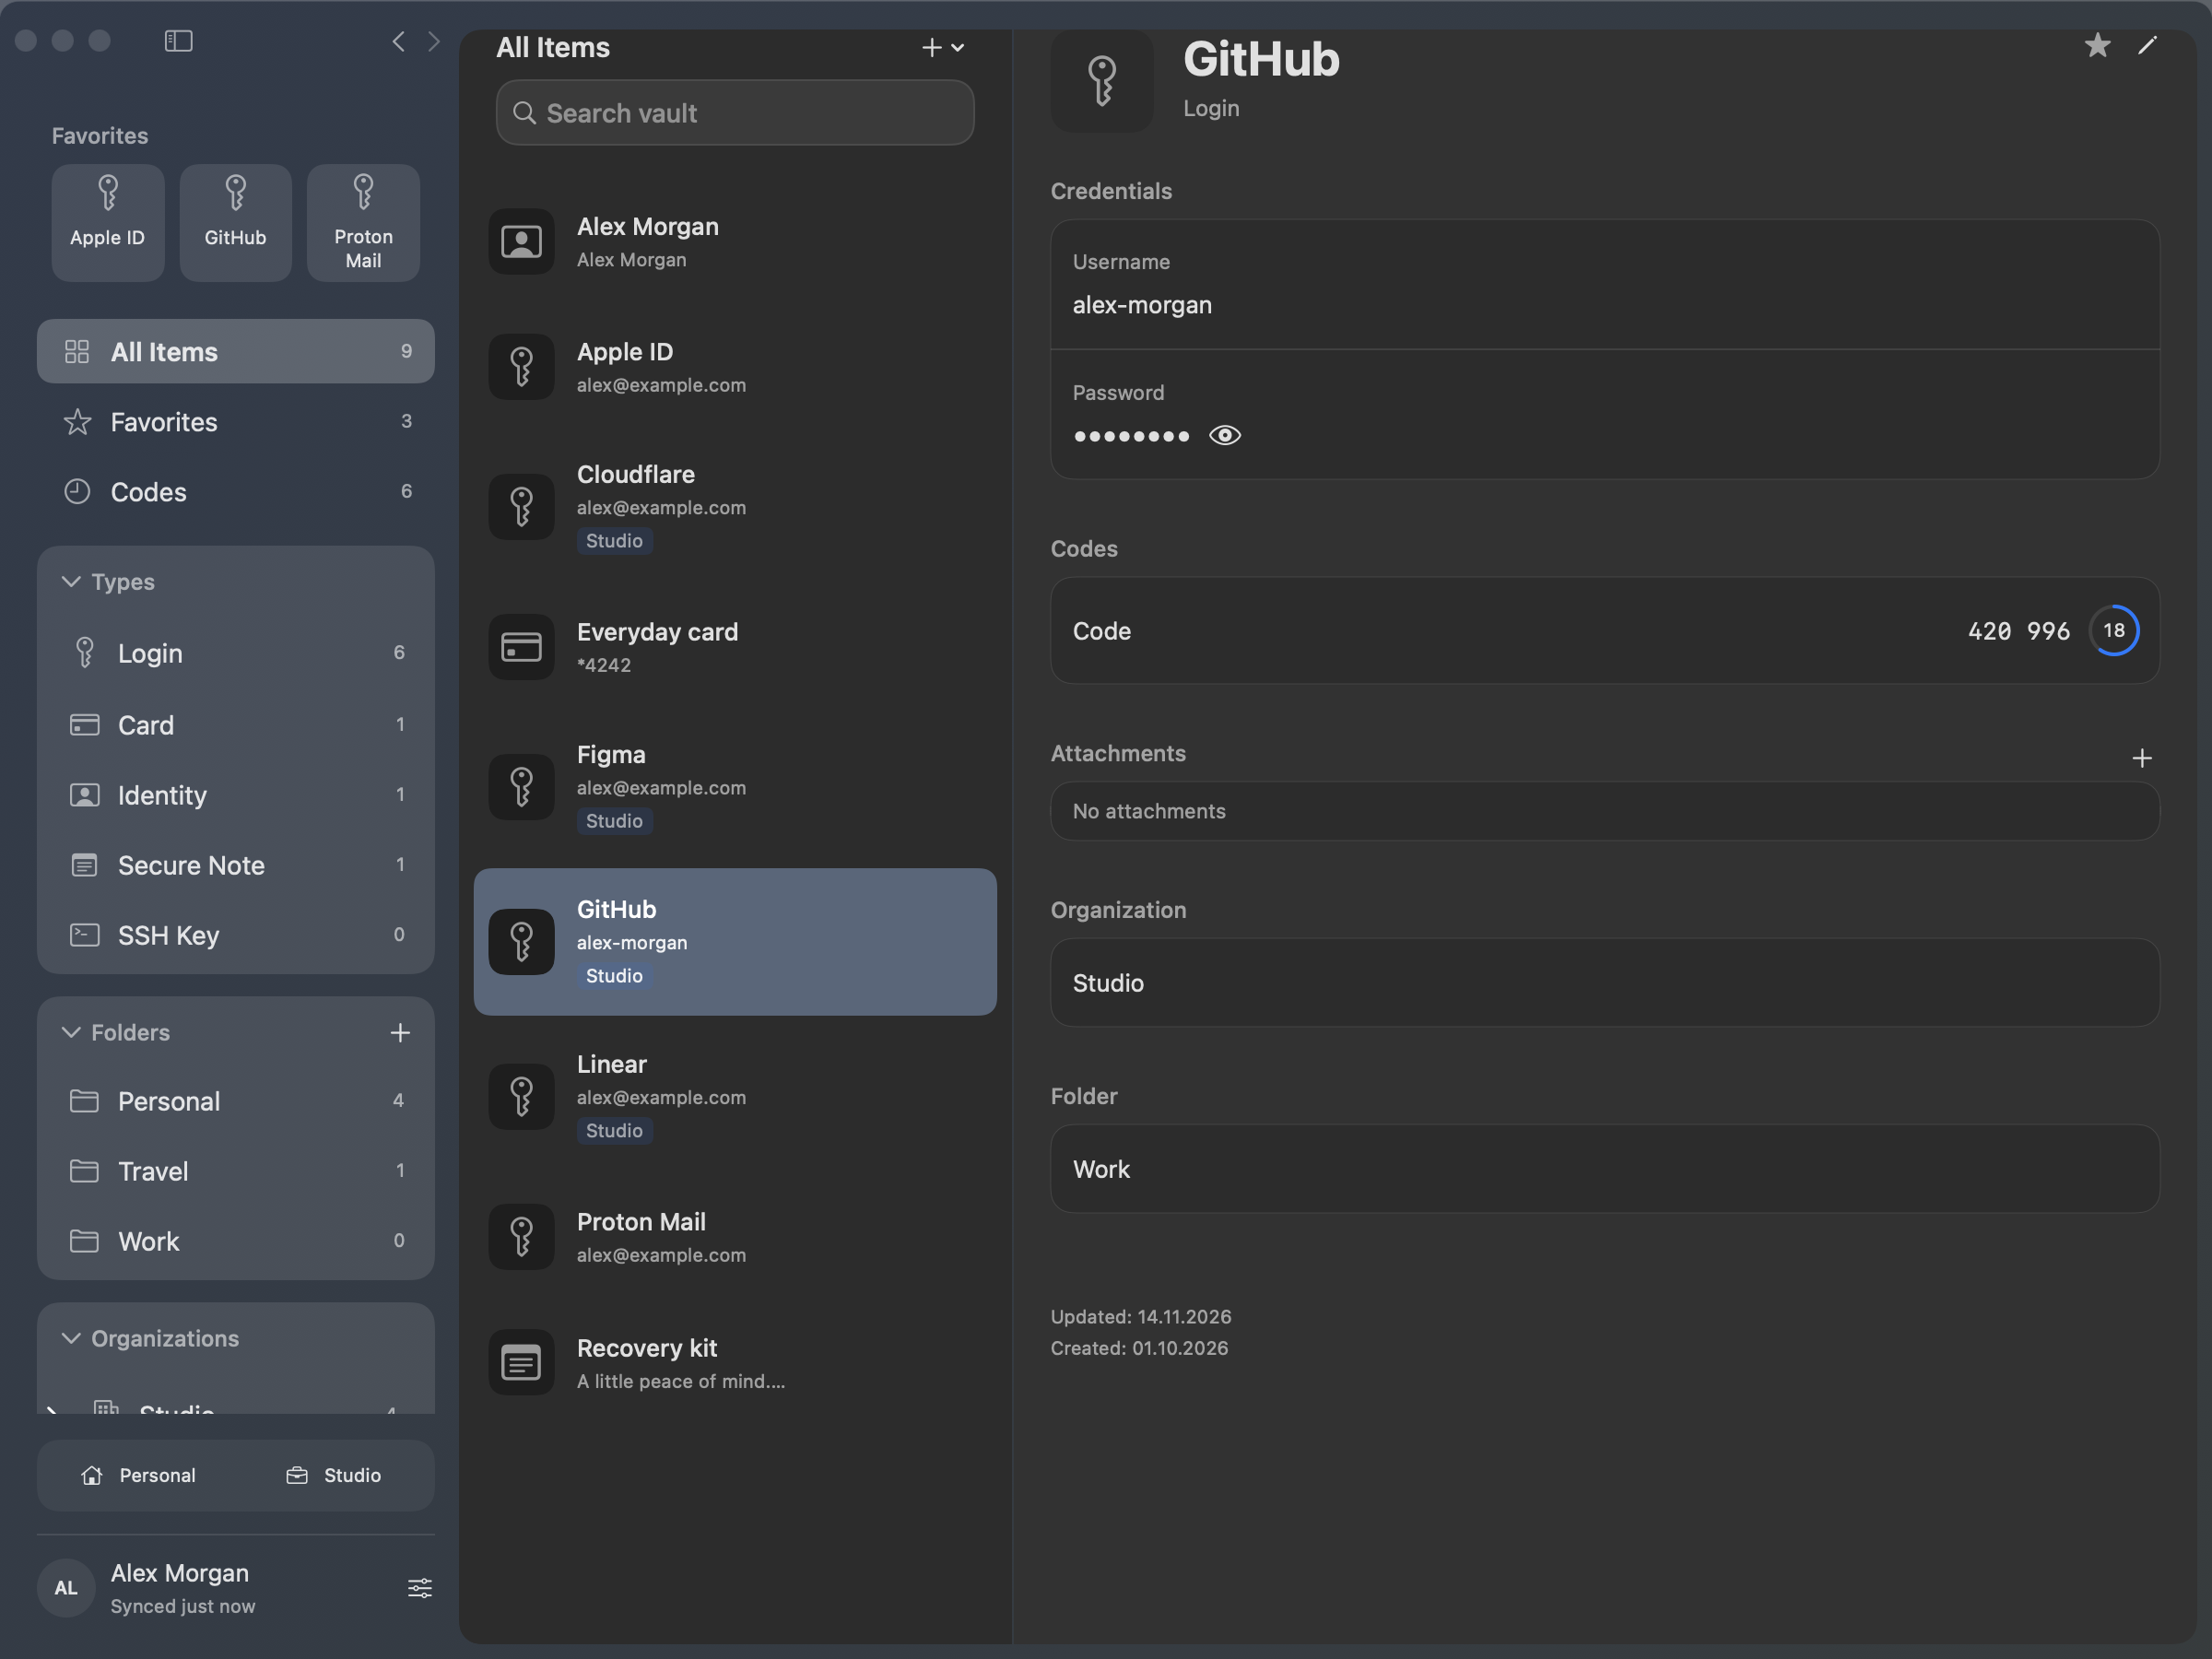 Favorites
Apple ID
GitHub
Proton
Mail
All Items 9
Favorites 3
Codes 6
Types
Login 6
Card 1
Identity 1
Secure Note 1
SSH Key 0
Folders
Personal 4
Travel 1
Work 0
Organizations
Studio 4
Personal
Studio
AL
Alex Morgan
Synced just now
All Items
Search vault
Alex Morgan
Alex Morgan
Apple ID
alex@example.com
Cloudflare
alex@example.com
Studio
Everyday card
*4242
Figma
alex@example.com
Studio
GitHub
alex-morgan
Studio
Linear
alex@example.com
Studio
Proton Mail
alex@example.com
Recovery kit
A little peace of mind....
GitHub
Login
Credentials
Username
alex-morgan
Password
Codes
Code 420 996 18
Attachments
No attachments
Organization
Studio
Folder
Work
Updated: 14.11.2026
Created: 01.10.2026